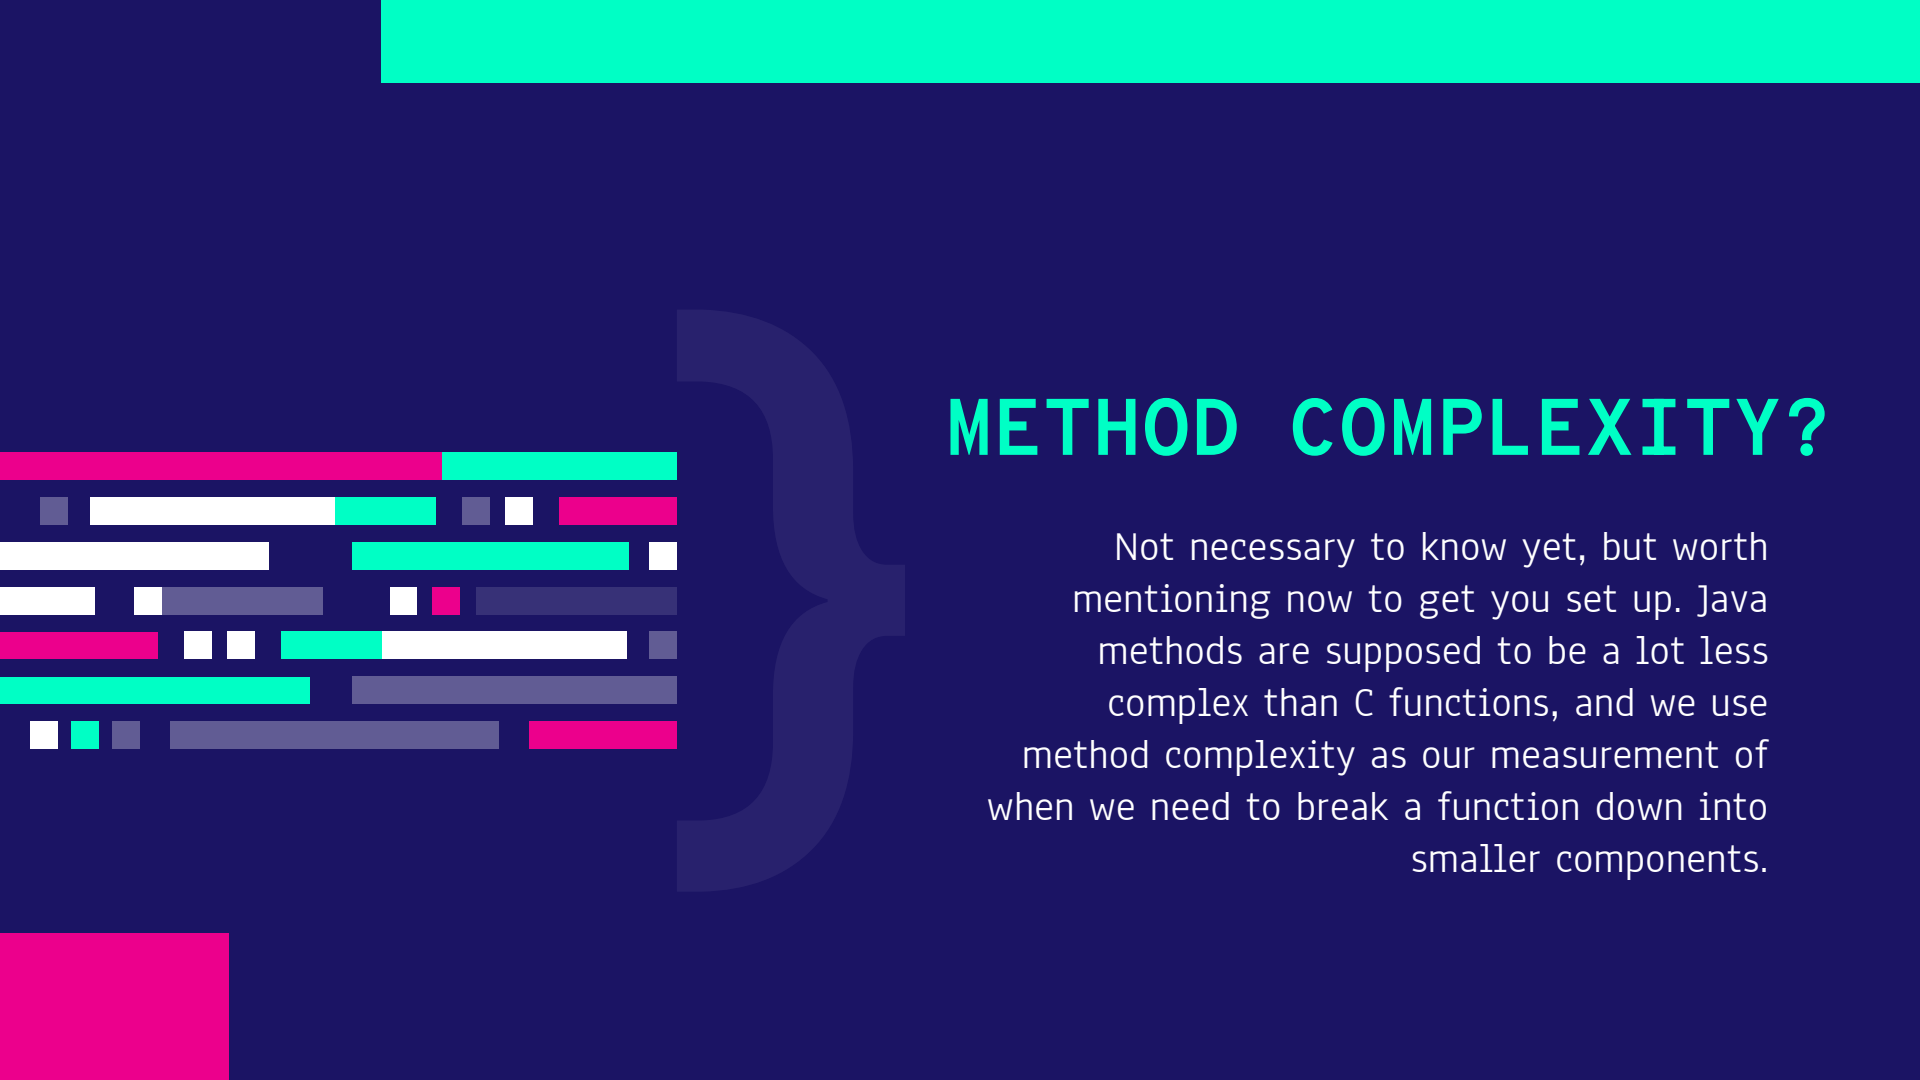 METHOD COMPLEXITY?
Not necessary to know yet, but worth
mentioning now to get you set up. Java
methods are supposed to be a lot less
complex than C functions, and we use
method complexity as our measurement of
when we need to break a function down into
smaller components.
}